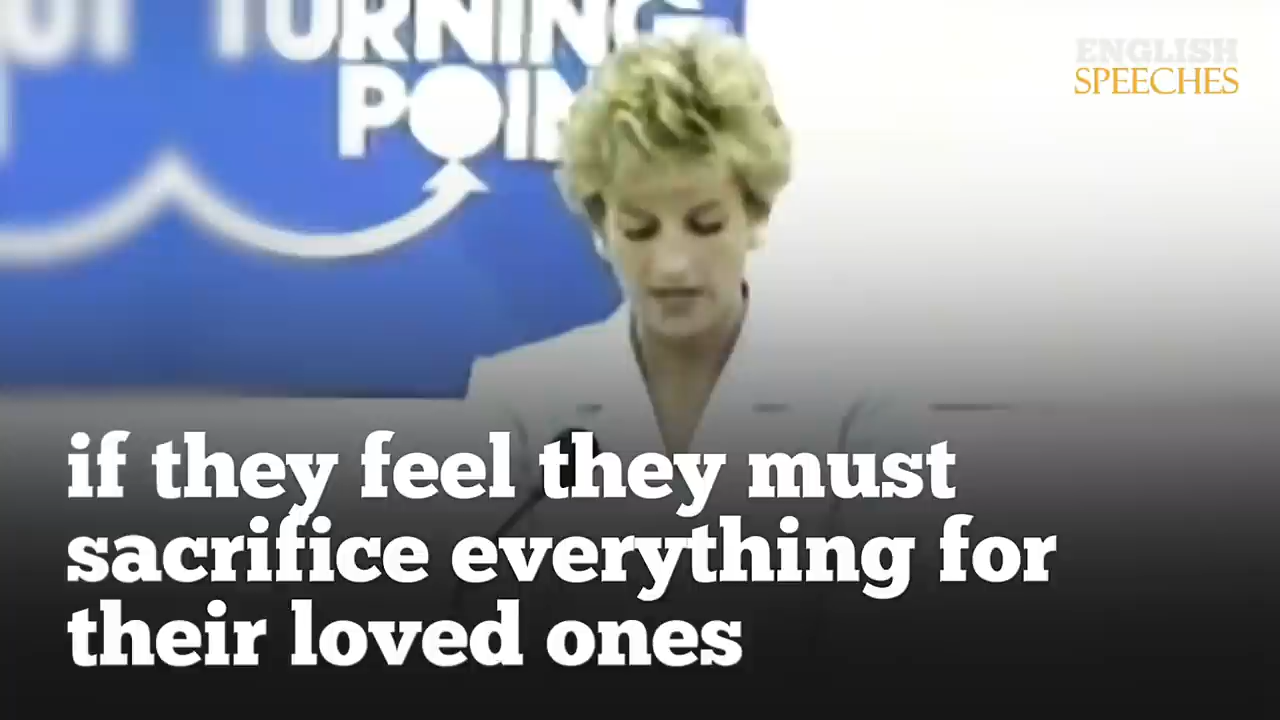 TURNING
POIN
ENGLISH
SPEECHES
if they feel they must
sacrifice everything for
their loved ones